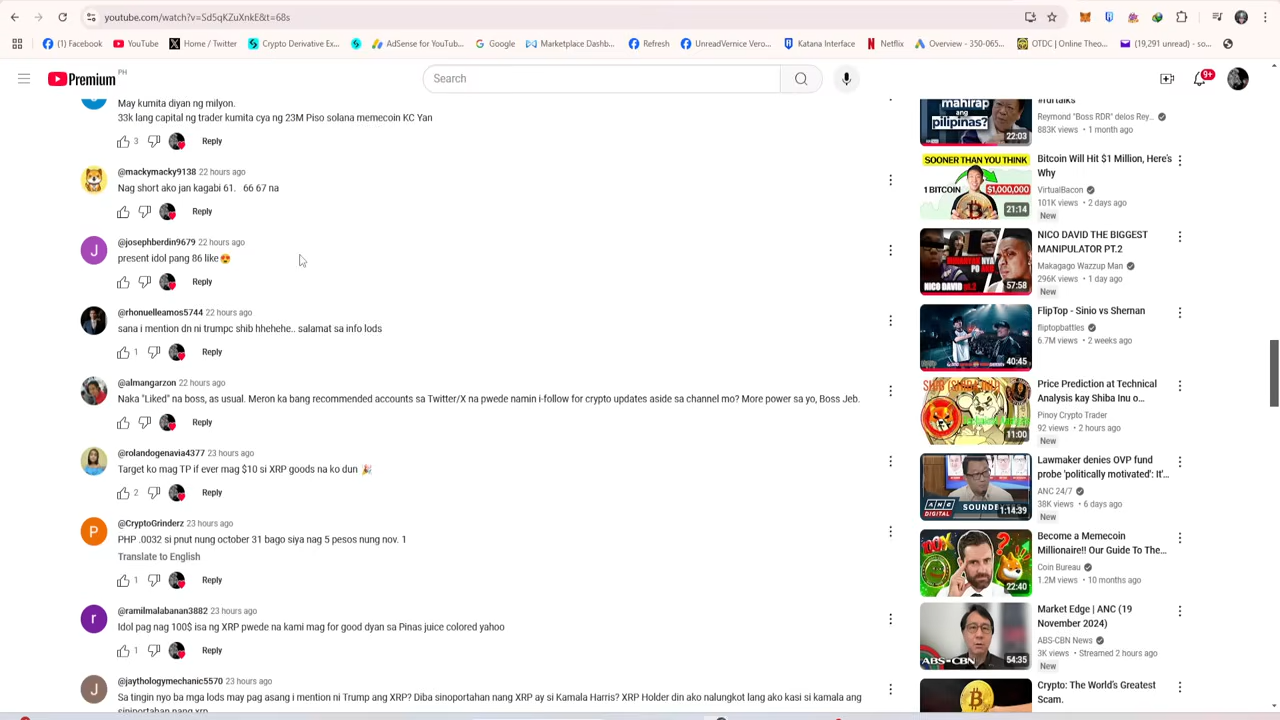 youtube.com/watch?v=Sd5qKZuXnkE&t=68s
(1) Facebook
YouTube
Home / Twitter
Crypto Derivative Ex...
AdSense for YouTub...
Google
Marketplace Dashb...
Refresh
UnreadVernice Vero...
Katana Interface
Netflix
Overview - 350-065...
OTDC | Online Theo...
(19,291 unread) - so...
Premium PH
Search
9+
May kumita diyan ng milyon.
33k lang capital ng trader kumita cya ng 23M Piso solana memecoin KC Yan
3 Reply
@mackymacky9138 22 hours ago
Nag short ako jan kagabi 61. 66 67 na
Reply
@josephberdin9679 22 hours ago
present idol pang 86 like😍
Reply
@rhonuelleamos5744 22 hours ago
sana i mention dn ni trumpc shib hhehehe.. salamat sa info lods
1 Reply
@almangarzon 22 hours ago
Naka "Liked" na boss, as usual. Meron ka bang recommended accounts sa Twitter/X na pwede namin i-follow for crypto updates aside sa channel mo? More power sa yo, Boss Jeb.
Reply
@rolandogenavia4377 23 hours ago
Target ko mag TP if ever mag $10 si XRP goods na ko dun 🎉
2 Reply
@CryptoGrinderz 23 hours ago
PHP .0032 si pnut nung october 31 bago siya nag 5 pesos nung nov. 1
Translate to English
1 Reply
@ramilmalabanan3882 23 hours ago
Idol pag nag 100$ isa ng XRP pwede na kami mag for good dyan sa Pinas juice colored yahoo
1 Reply
@jaythologymechanic5570 23 hours ago
Sa tingin nyo ba mga lods may pag asang i mention ni Trump ang XRP? Diba sinoportahan nang XRP ay si Kamala Harris? XRP Holder din ako nalungkot lang ako kasi si kamala ang
siniportahan nang xrp
mahirap
ang
pilipinas?
22:03
#rdrtalks
Reymond "Boss RDR" delos Rey...
883K views • 1 month ago
SOONER THAN YOU THINK
1 BITCOIN
$1,000,000
21:14
Bitcoin Will Hit $1 Million, Here's
Why
VirtualBacon
101K views • 2 days ago
New
NICO DAVID pt.2
57:58
NICO DAVID THE BIGGEST
MANIPULATOR PT.2
Makagago Wazzup Man
296K views • 1 day ago
New
40:45
FlipTop - Sinio vs Shernan
fliptopbattles
6.7M views • 2 weeks ago
11:00
Price Prediction at Technical
Analysis kay Shiba Inu o...
Pinoy Crypto Trader
92 views • 2 hours ago
New
ANC
DIGITAL
SOUNDE
1:14:39
Lawmaker denies OVP fund
probe 'politically motivated': It'...
ANC 24/7
38K views • 6 days ago
New
100X
22:40
Become a Memecoin
Millionaire!! Our Guide To The...
Coin Bureau
1.2M views • 10 months ago
ABS-CBN
54:35
Market Edge | ANC (19
November 2024)
ABS-CBN News
3K views • Streamed 2 hours ago
New
Crypto: The World's Greatest
Scam.